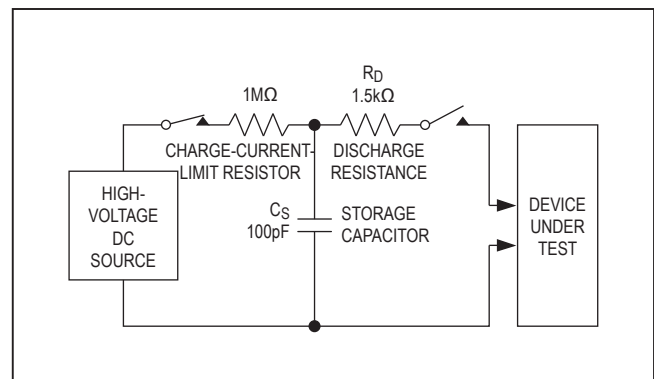 1MΩ
R_D
1.5kΩ
CHARGE-CURRENT-
LIMIT RESISTOR
DISCHARGE
RESISTANCE
HIGH-
VOLTAGE
DC
SOURCE
C_S
100pF
STORAGE
CAPACITOR
DEVICE
UNDER
TEST